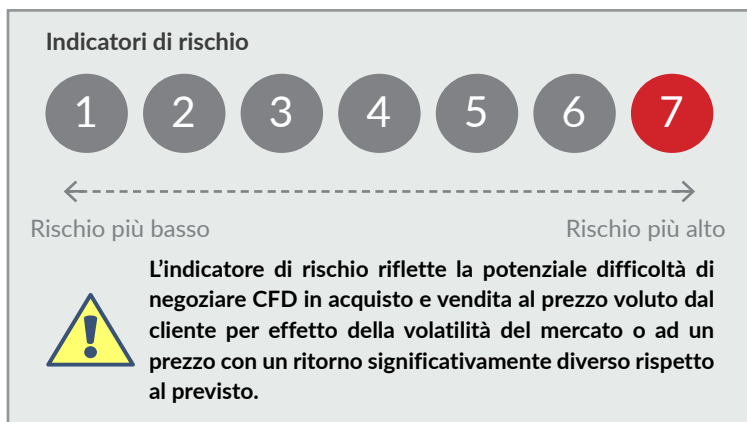 Indicatori di rischio
1 2 3 4 5 6 7
Rischio più basso Rischio più alto
L’indicatore di rischio riflette la potenziale difficoltà di
negoziare CFD in acquisto e vendita al prezzo voluto dal
cliente per effetto della volatilità del mercato o ad un
prezzo con un ritorno significativamente diverso rispetto
al previsto.